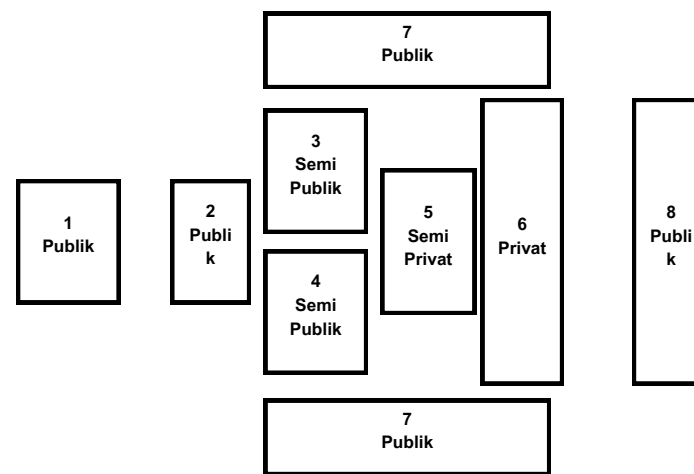 7
Publik
3
Semi
Publik
1
Publik
2
Publi
k
5
Semi
Privat
6
Privat
8
Publi
k
4
Semi
Publik
7
Publik